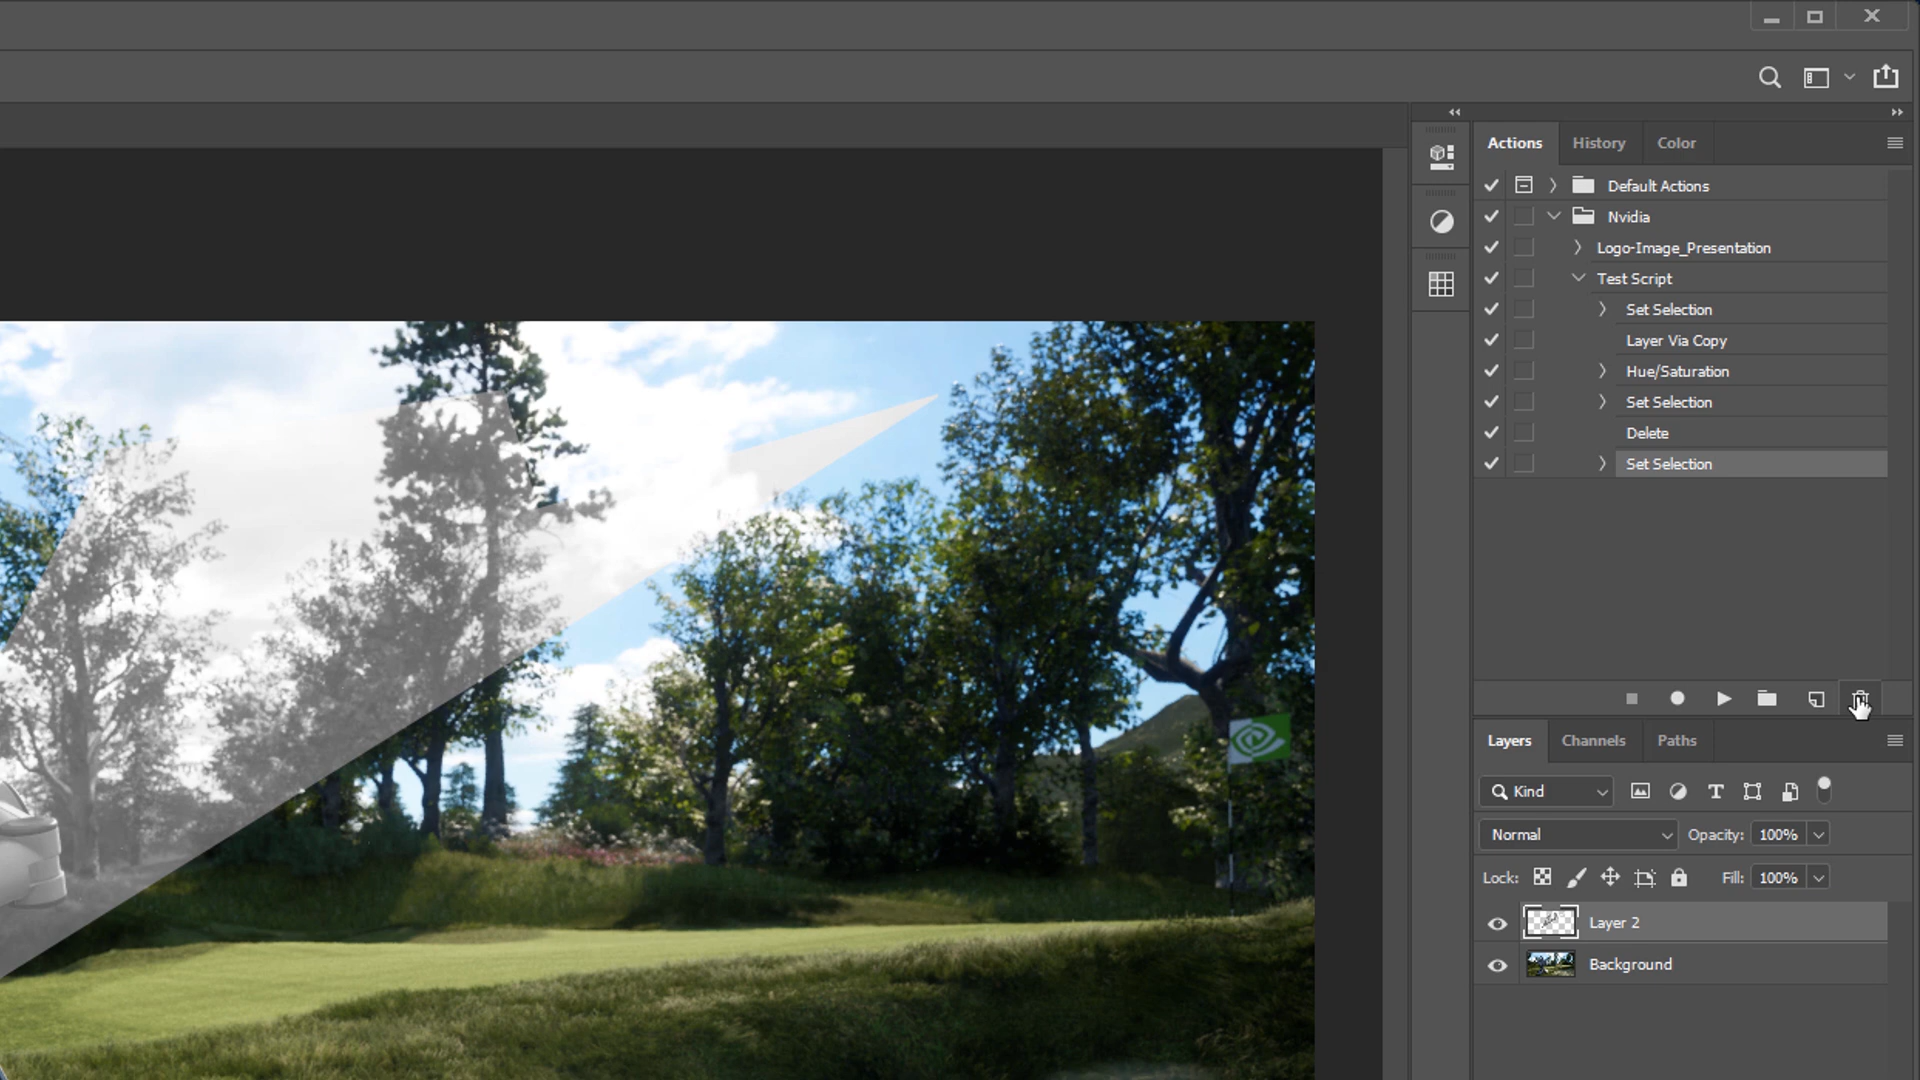 Actions History Color
Default Actions
Nvidia
Logo-Image_Presentation
Test Script
Set Selection
Layer Via Copy
Hue/Saturation
Set Selection
Delete
Set Selection
Layers Channels Paths
Kind
Normal Opacity: 100%
Lock: Fill: 100%
Layer 2
Background